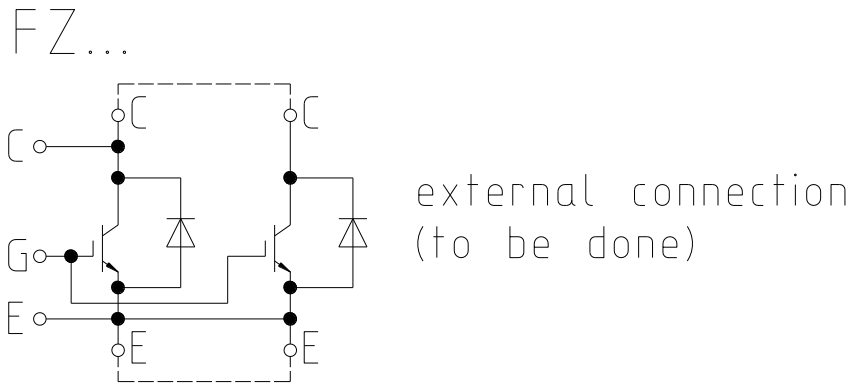 FZ...
C C
C
G
E
E E
external connection
(to be done)